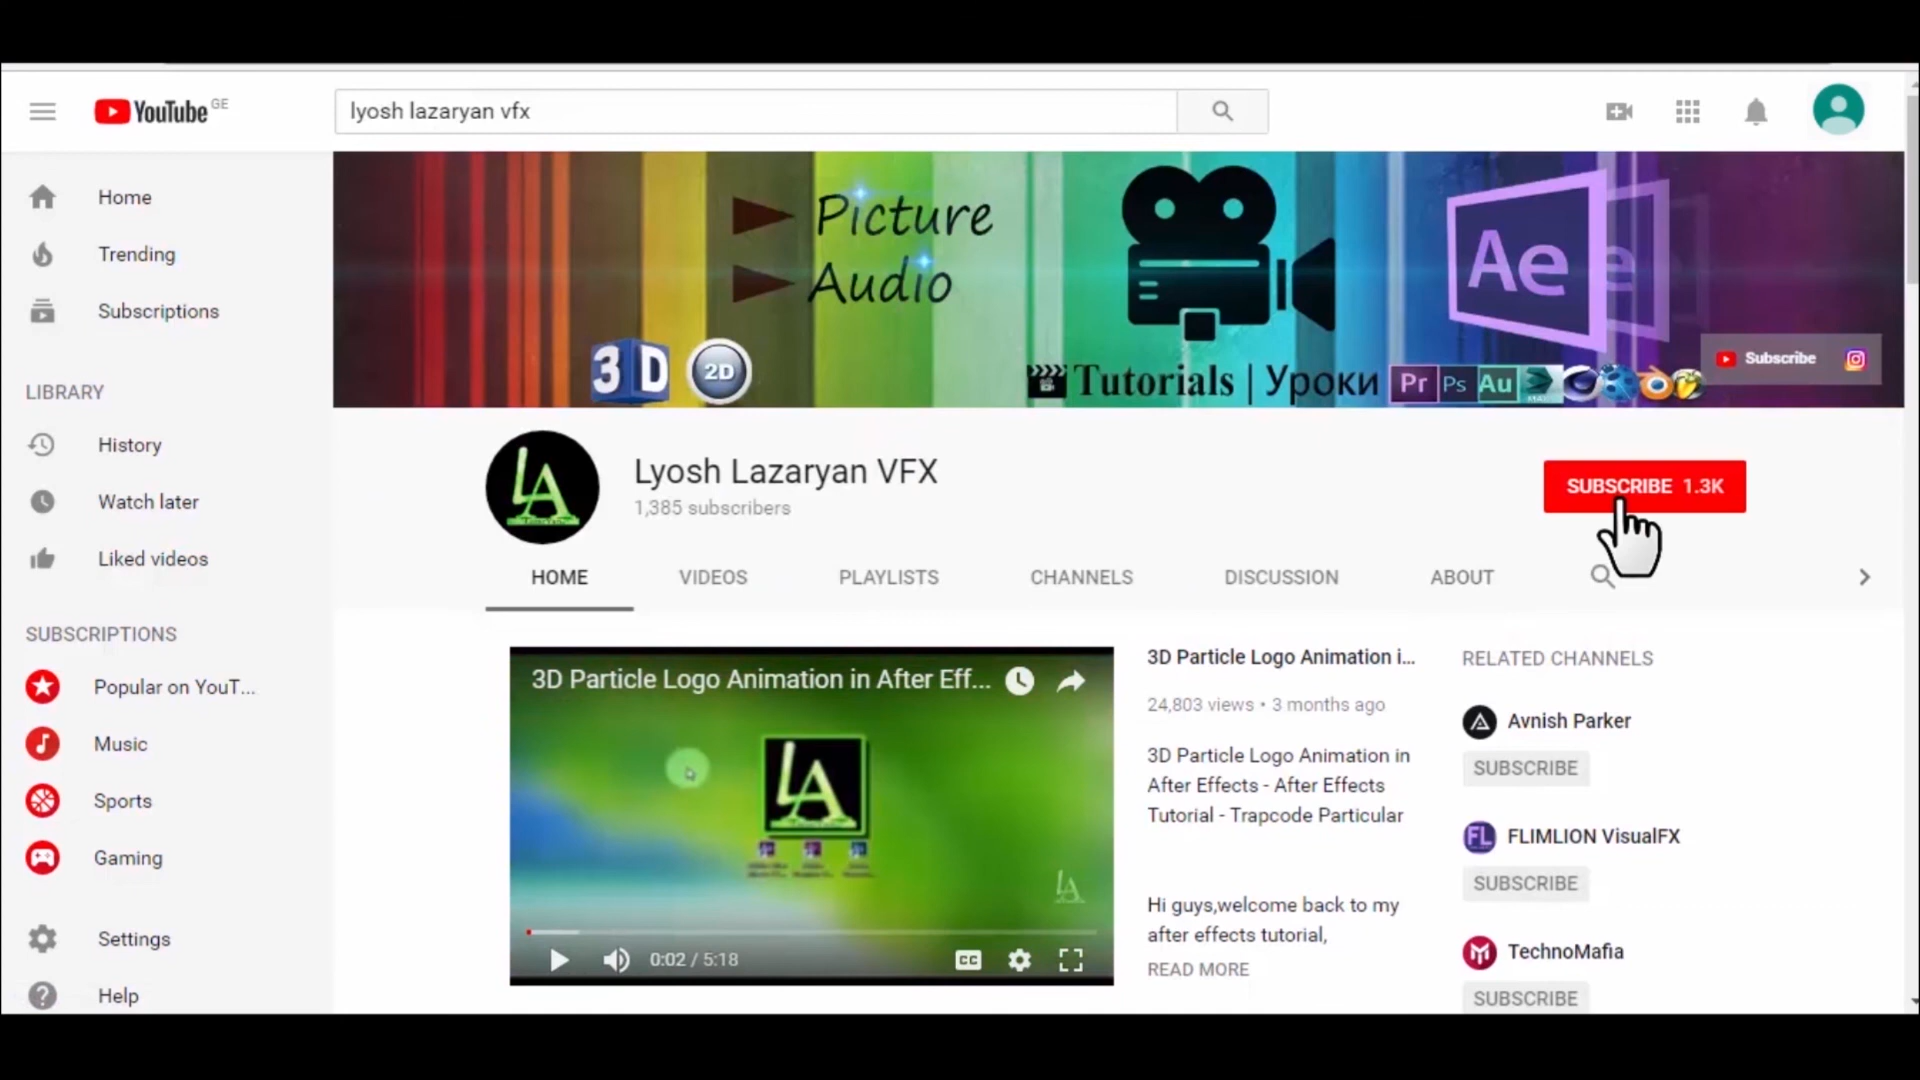 YouTube GE
lyosh lazaryan vfx
Home
Trending
Subscriptions
LIBRARY
History
Watch later
Liked videos
SUBSCRIPTIONS
Popular on YouT...
Music
Sports
Gaming
Settings
Help
Picture
Audio
3D 2D
Ae
Tutorials | Уроки Pr Ps Au
Subscribe
LA
Lyosh Lazaryan VFX
1,385 subscribers
SUBSCRIBE 1.3K
HOME VIDEOS PLAYLISTS CHANNELS DISCUSSION ABOUT
3D Particle Logo Animation in After Eff...
LA
LA
0:02 / 5:18
CC
3D Particle Logo Animation i...
24,803 views • 3 months ago
3D Particle Logo Animation in
After Effects - After Effects
Tutorial - Trapcode Particular
Hi guys,welcome back to my
after effects tutorial,
READ MORE
RELATED CHANNELS
Avnish Parker
SUBSCRIBE
FL FLIMLION VisualFX
SUBSCRIBE
TechnoMafia
SUBSCRIBE